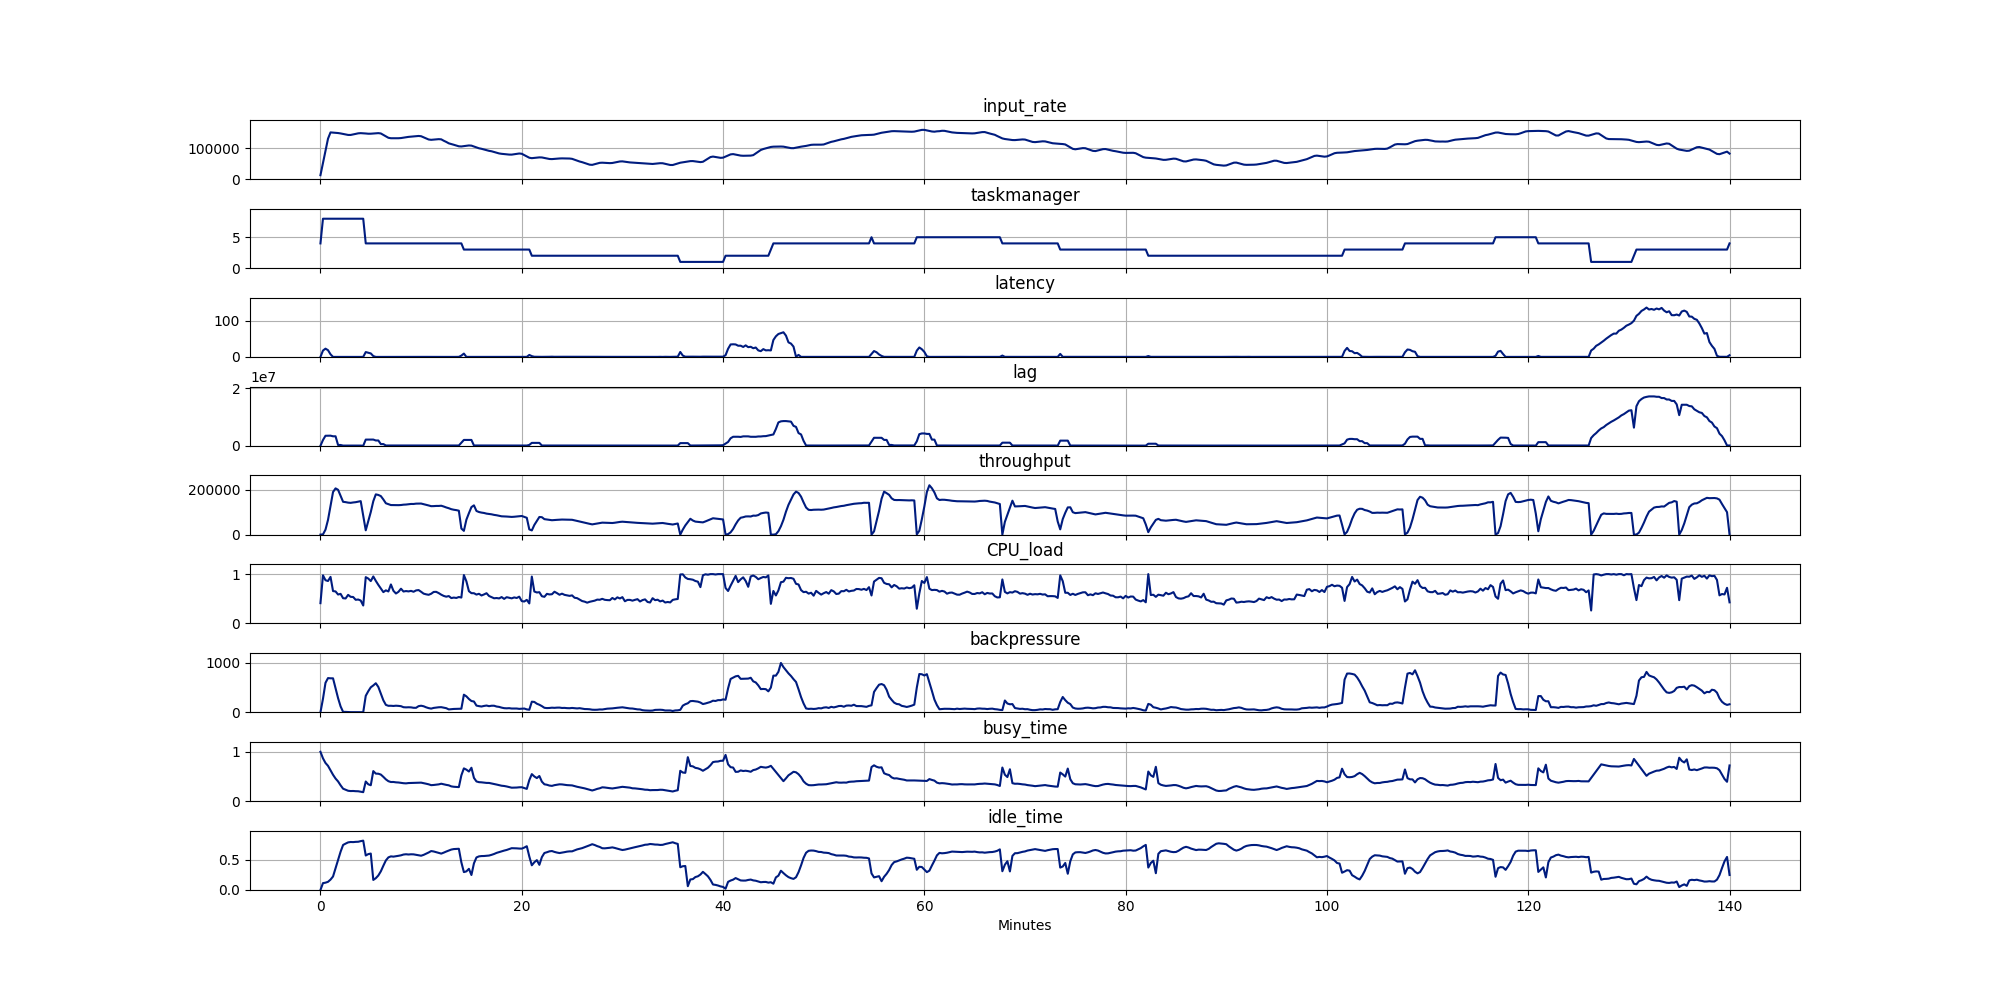 input_rate
100000
0
taskmanager
5
0
latency
100
0
lag
1e7
2
0
throughput
200000
0
CPU_load
1
0
backpressure
1000
0
busy_time
1
0
idle_time
0.5
0.0
0 20 40 60 80 100 120 140
Minutes